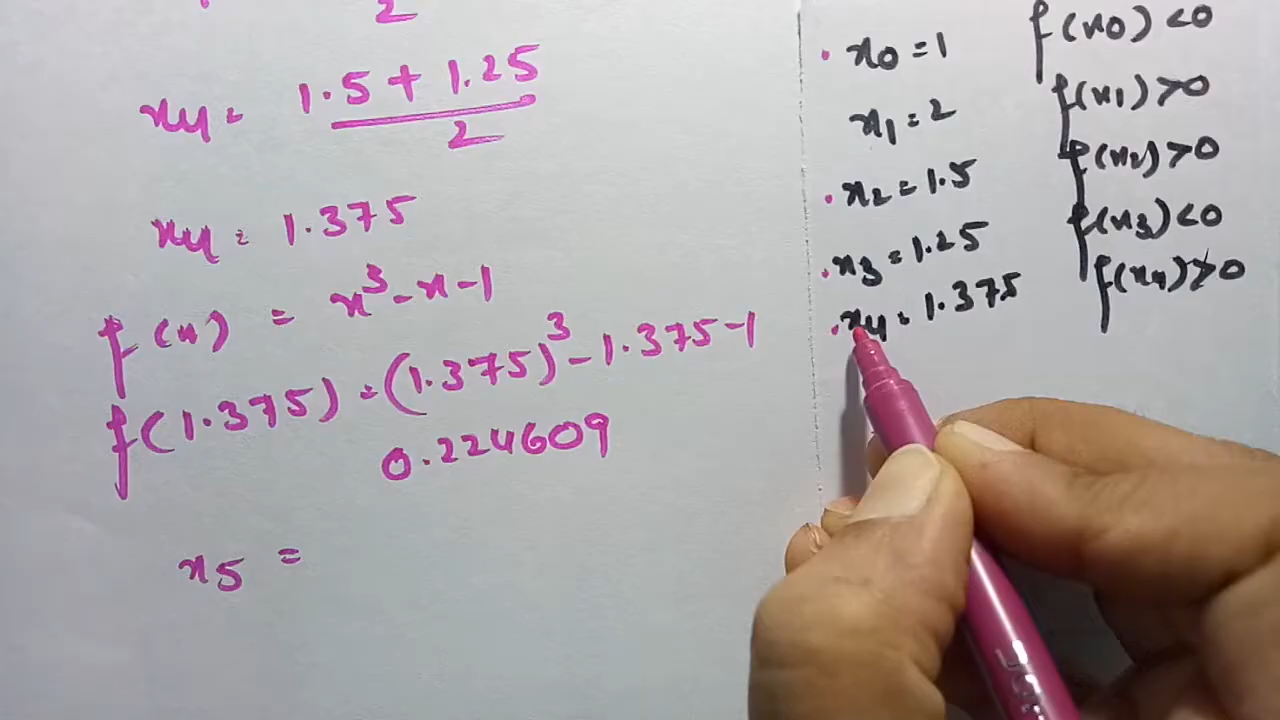 2
x4 = 1.5 + 1.25
2
x4 = 1.375
f(x) = x³-x-1
f(1.375) = (1.375)³-1.375-1
0.224609
x5 =
x0 = 1 f(x0) <0
x1 = 2 f(x1) >0
x2 = 1.5 f(x2) >0
x3 = 1.25 f(x3) <0
x4 = 1.375 f(x4) >0